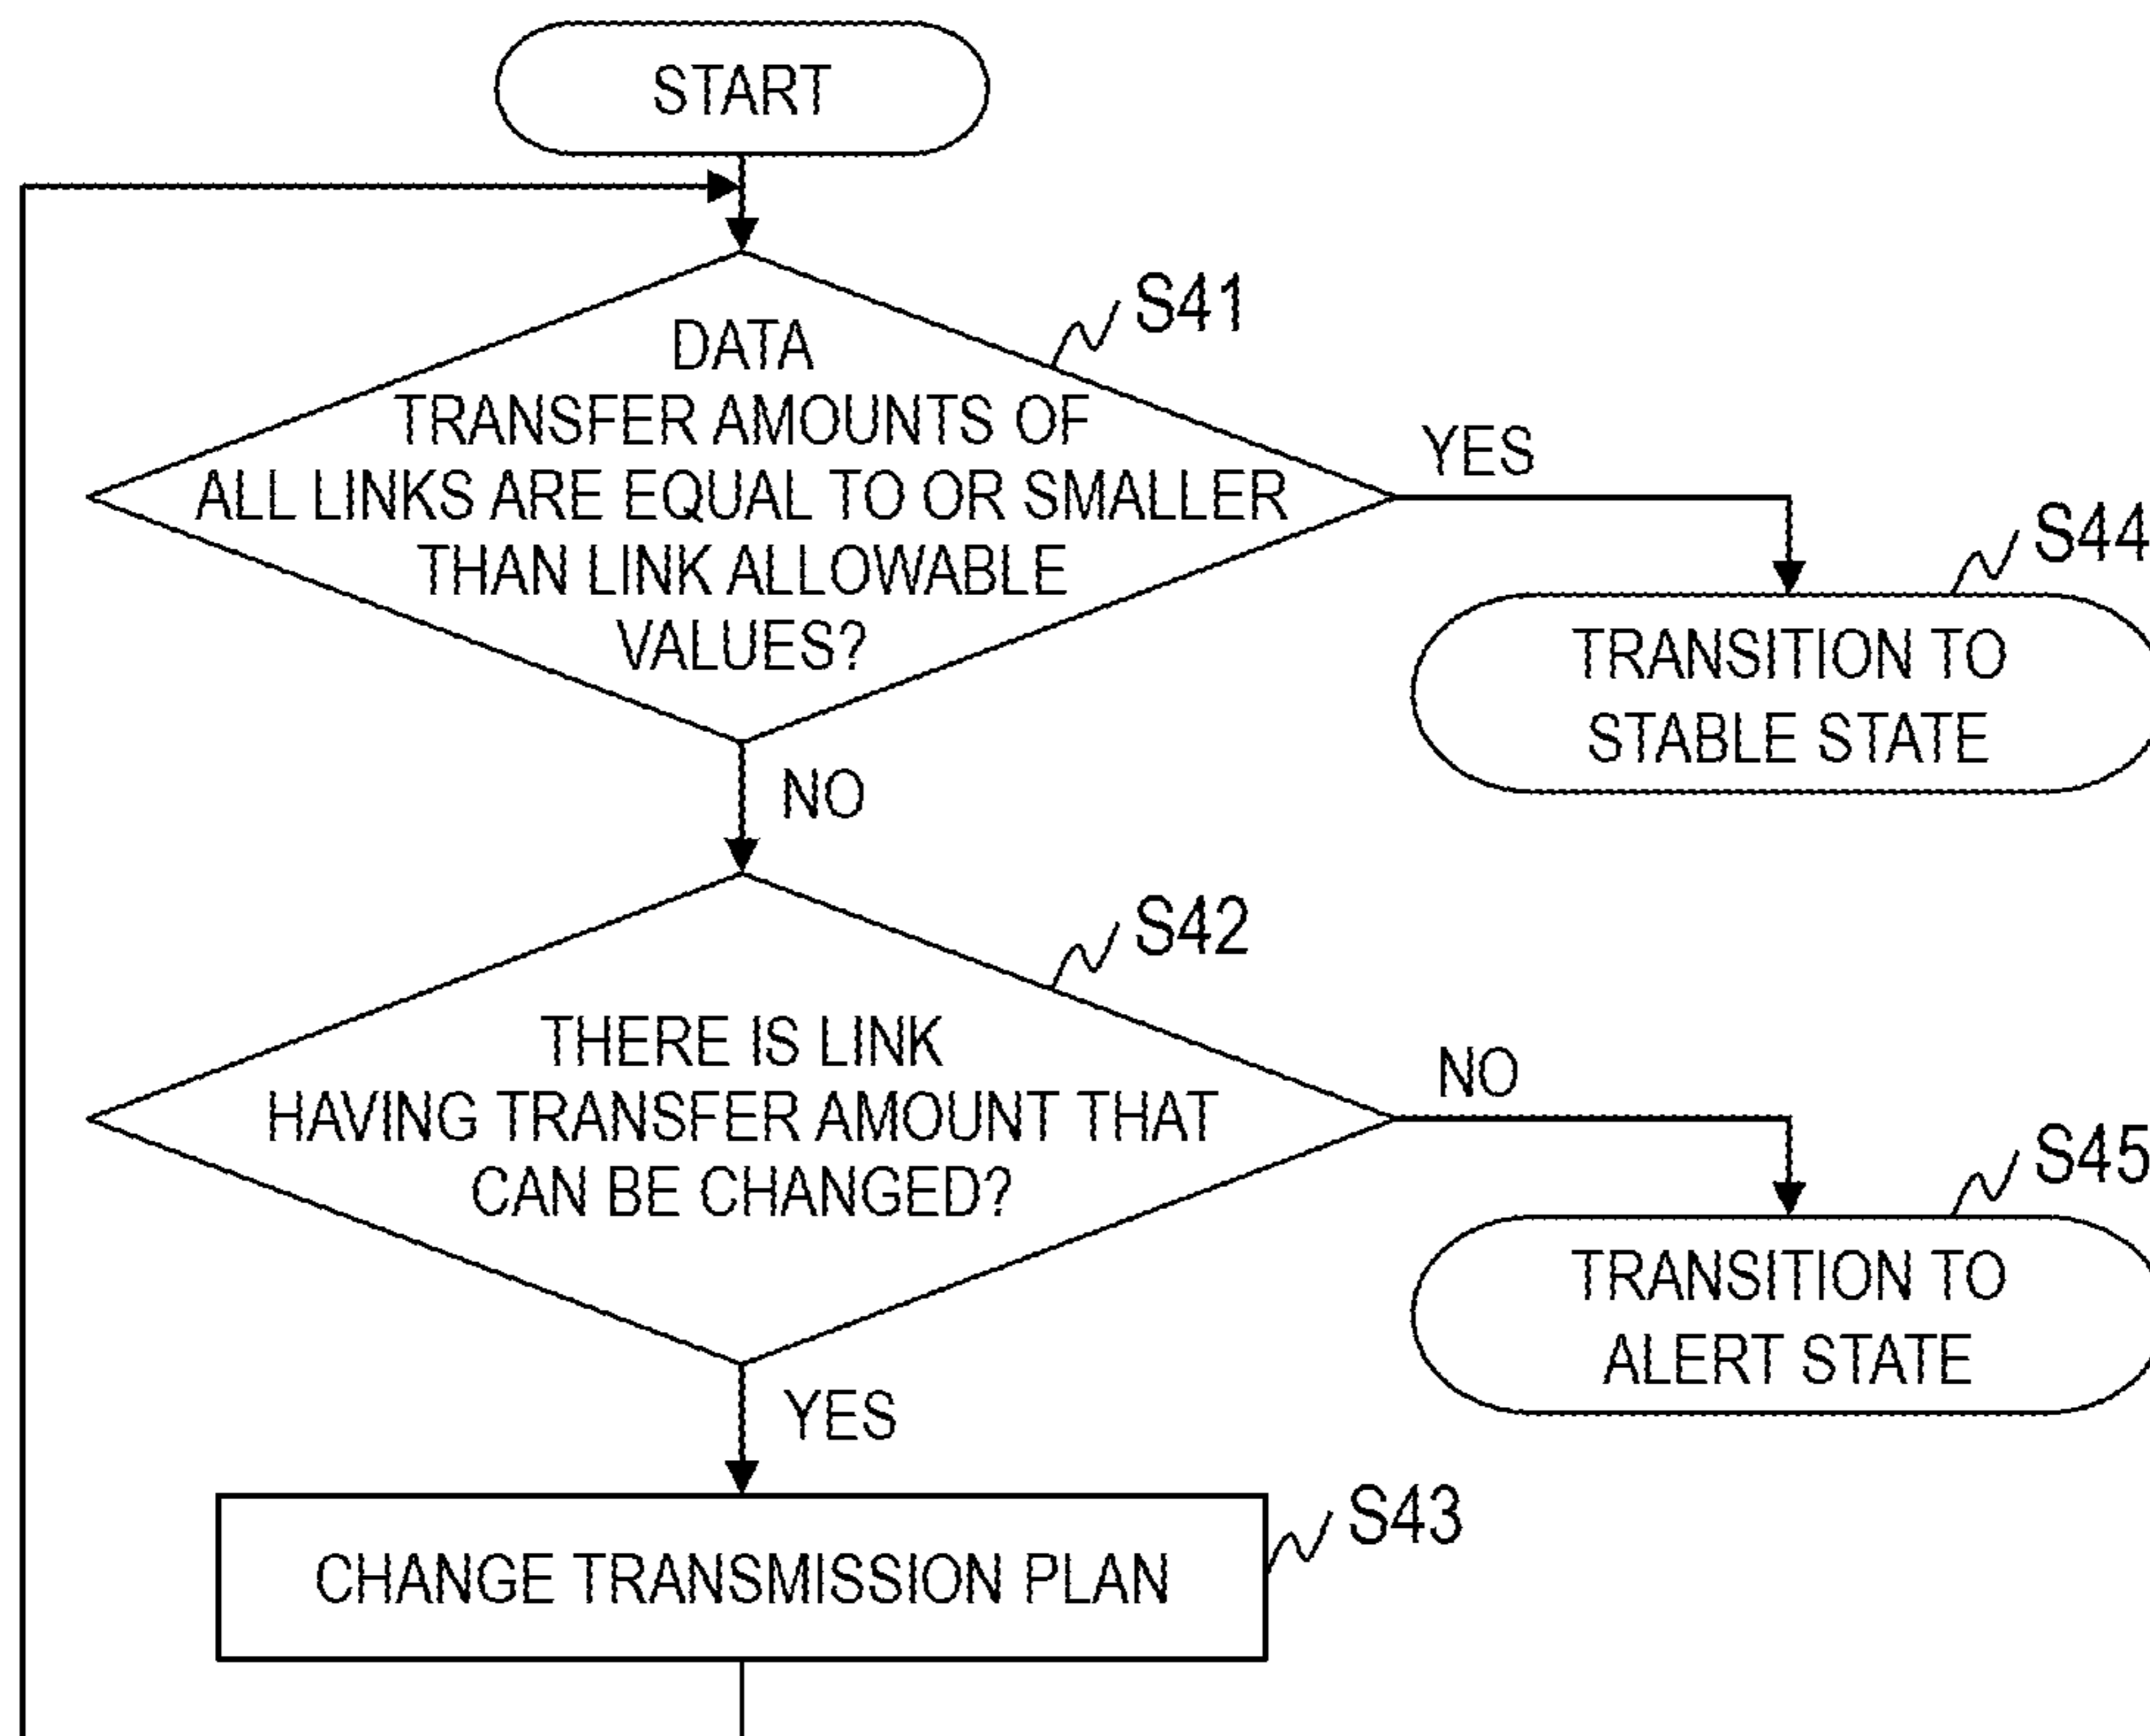 START
S41
DATA
TRANSFER AMOUNTS OF
ALL LINKS ARE EQUAL TO OR SMALLER
THAN LINK ALLOWABLE
VALUES?
YES
S44
TRANSITION TO
STABLE STATE
NO
S42
THERE IS LINK
HAVING TRANSFER AMOUNT THAT
CAN BE CHANGED?
NO
S45
TRANSITION TO
ALERT STATE
YES
S43
CHANGE TRANSMISSION PLAN